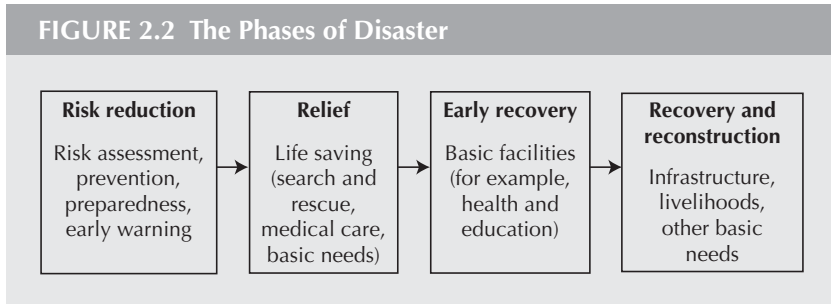 FIGURE 2.2 The Phases of Disaster
Risk reduction
Risk assessment,
prevention,
preparedness,
early warning
Relief
Life saving
(search and
rescue,
medical care,
basic needs)
Early recovery
Basic facilities
(for example,
health and
education)
Recovery and
reconstruction
Infrastructure,
livelihoods,
other basic
needs